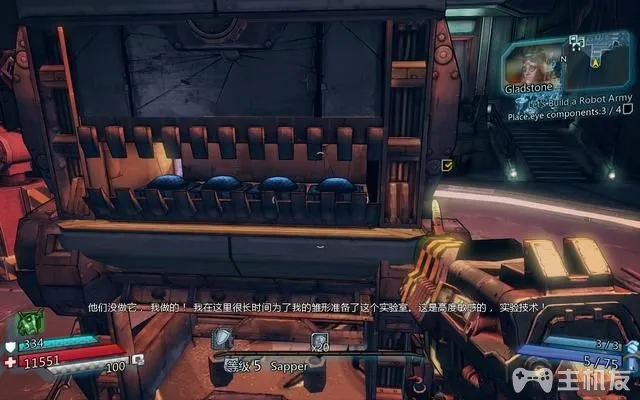 N
Gladstone
Let's Build a Robot Army
Place eye components:3 / 4
他们没做它， 我做的！ 我在这里很长时间为了我的雏形准备了这个实验室。这是高度敏感的， 实验技术！
334
11551
100
x20
等级 5 Sapper
3 / 3
5 / 75
主机友